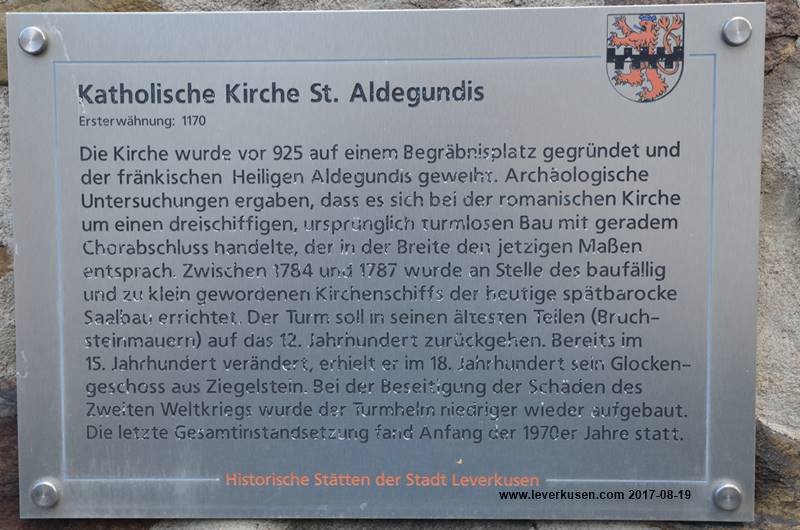 Katholische Kirche St. Aldegundis
Ersterwähnung: 1170
Die Kirche wurde vor 925 auf einem Begräbnisplatz gegründet und
der fränkischen Heiligen Aldegundis geweiht. Archäologische
Untersuchungen ergaben, dass es sich bei der romanischen Kirche
um einen dreischiffigen, ursprünglich turmlosen Bau mit geradem
Chorabschluss handelte, der in der Breite den jetzigen Maßen
entsprach. Zwischen 1784 und 1787 wurde an Stelle des baufällig
und zu klein gewordenen Kirchenschiffs der heutige spätbarocke
Saalbau errichtet. Der Turm soll in seinen ältesten Teilen (Bruch-
steinmauern) auf das 12. Jahrhundert zurückgehen. Bereits im
15. Jahrhundert verändert, erhielt er im 18. Jahrhundert sein Glocken-
geschoss aus Ziegelstein. Bei der Beseitigung der Schäden des
Zweiten Weltkriegs wurde der Turmhelm niedriger wieder aufgebaut.
Die letzte Gesamtinstandsetzung fand Anfang der 1970er Jahre statt.
Historische Stätten der Stadt Leverkusen
www.leverkusen.com 2017-08-19